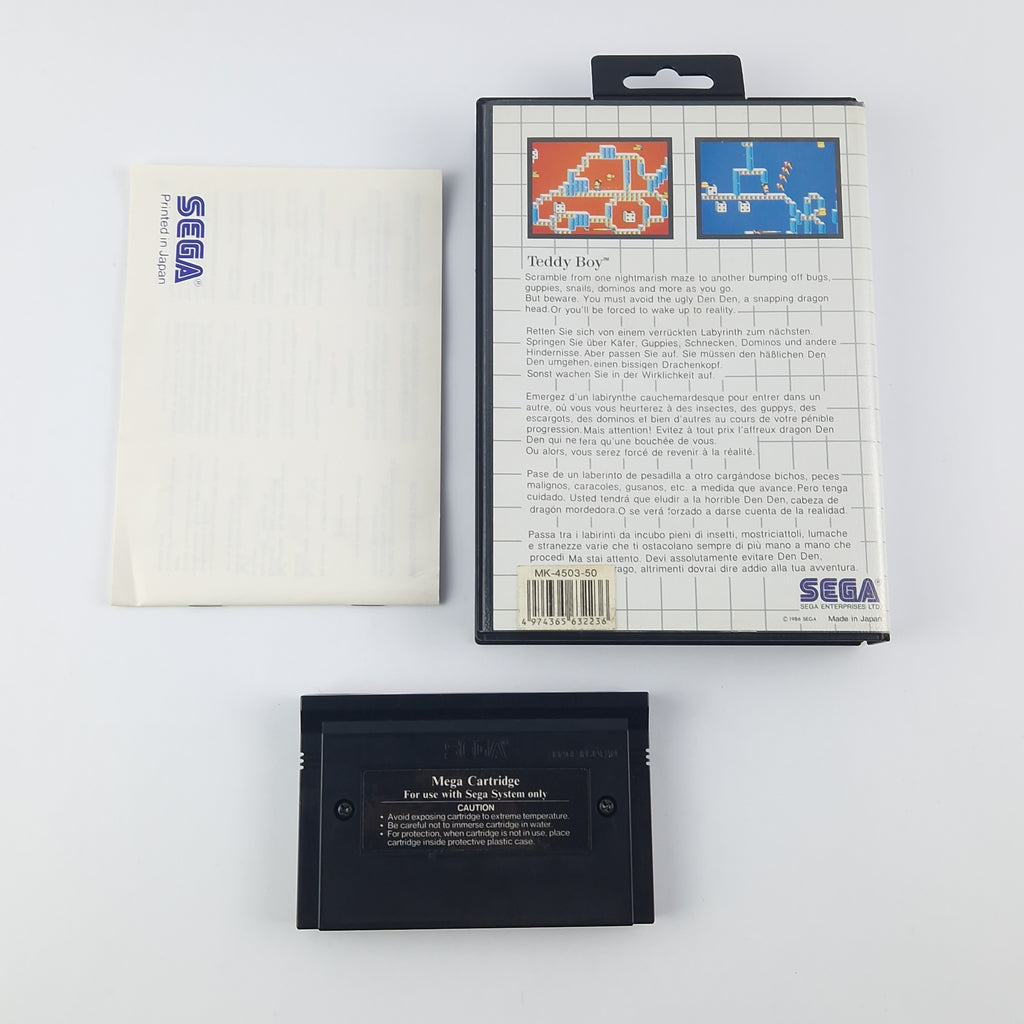 SEGA®
Printed in Japan
Teddy Boy™
Scramble from one nightmarish maze to another bumping off bugs,
guppies, snails, dominos and more as you go.
But beware. You must avoid the ugly Den Den, a snapping dragon
head. Or you'll be forced to wake up to reality.
Retten Sie sich von einem verrückten Labyrinth zum nächsten.
Springen Sie über Käfer, Guppies, Schnecken, Dominos und andere
Hindernisse. Aber passen Sie auf. Sie müssen den häßlichen Den
Den umgehen, einen bissigen Drachenkopf.
Sonst wachen Sie in der Wirklichkeit auf.
Emergez d'un labirynthe cauchemardesque pour entrer dans un
autre, où vous vous heurterez à des insectes, des guppys, des
escargots, des dominos et bien d'autres au cours de votre pénible
progression. Mais attention! Evitez à tout prix l'affreux dragon Den
Den qui ne fera qu'une bouchée de vous.
Ou alors, vous serez forcé de revenir à la réalité.
Pase de un laberinto de pesadilla a otro cargándose bichos, peces
malignos, caracoles, gusanos, etc. a medida que avance. Pero tenga
cuidado. Usted tendrá que eludir a la horrible Den Den, cabeza de
dragón mordedora. O se verá forzado a darse cuenta de la realidad.
Passa tra i labirinti da incubo pieni di insetti, mostriciattoli, lumache
e stranezze varie che ti ostacolano sempre di più mano a mano che
procedi. Ma stai attento. Devi assolutamente evitare Den Den,
rago, altrimenti dovrai dire addio alla tua avventura.
MK-4503-50
4 974365 632236
SEGA®
SEGA ENTERPRISES LTD.
© 1986 SEGA Made in Japan
SEGA®
MADE IN JAPAN
Mega Cartridge
For use with Sega System only
CAUTION
• Avoid exposing cartridge to extreme temperature.
• Be careful not to immerse cartridge in water.
• For protection, when cartridge is not in use, place
cartridge inside protective plastic case.